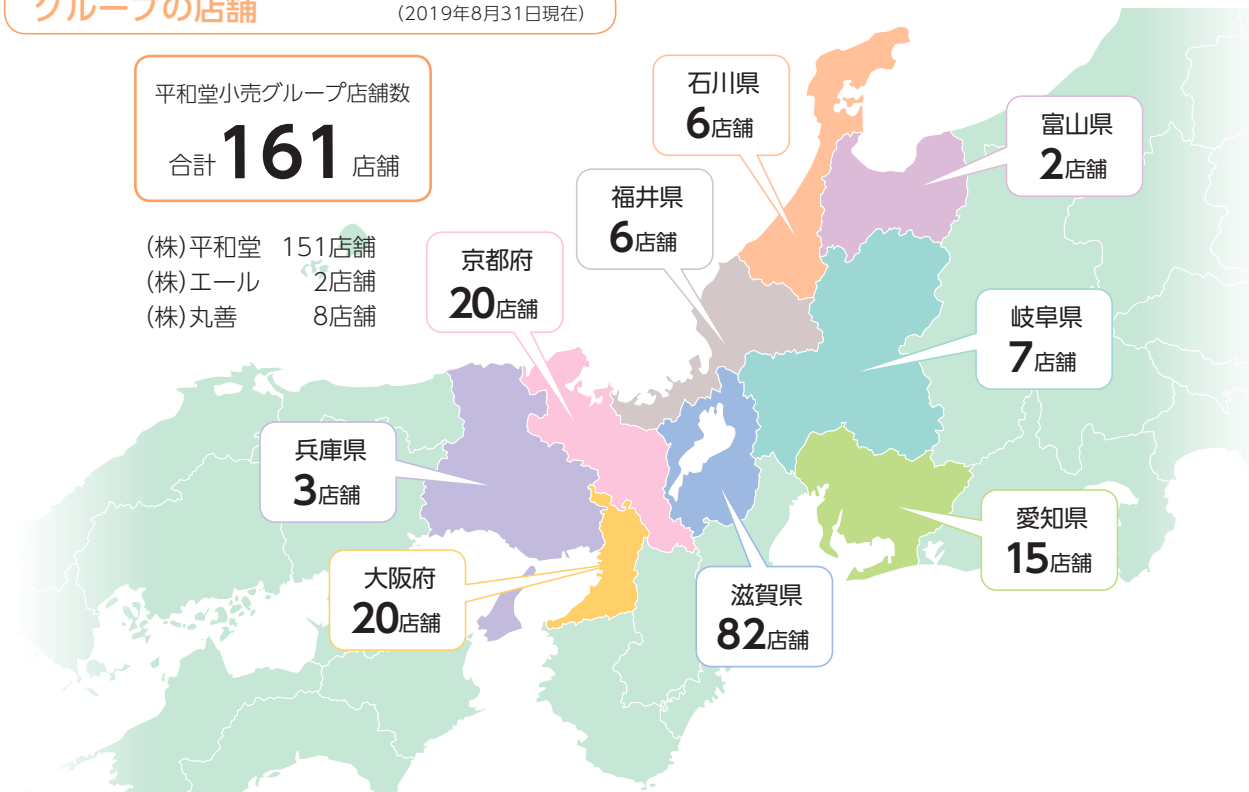 グループの店舗
(2019年8月31日現在)
平和堂小売グループ店舗数
合計 161 店舗
(株)平和堂 151店舗
(株)エール 2店舗
(株)丸善 8店舗
石川県
6店舗
富山県
2店舗
福井県
6店舗
京都府
20店舗
岐阜県
7店舗
兵庫県
3店舗
愛知県
15店舗
大阪府
20店舗
滋賀県
82店舗